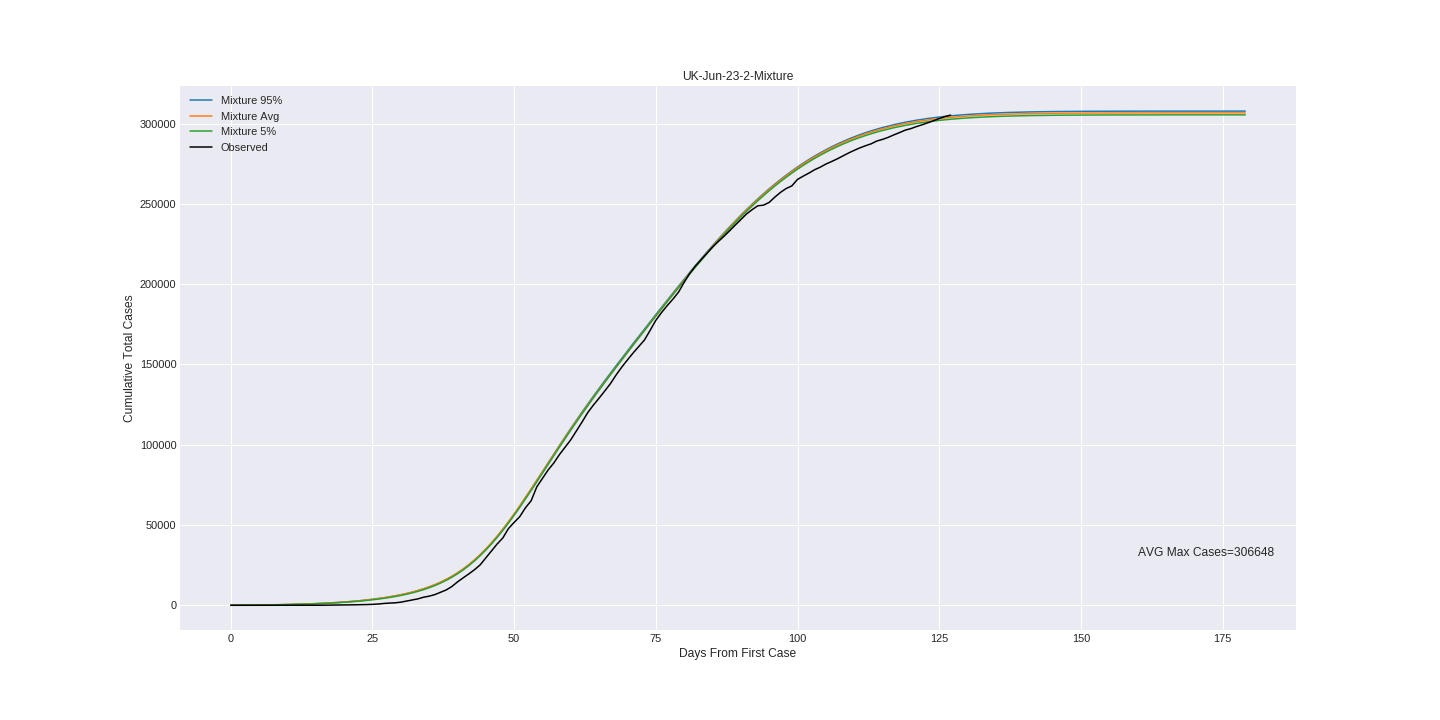 UK-Jun-23-2-Mixture
Mixture 95%
Mixture Avg
Mixture 5%
Observed
300000
250000
200000
150000
100000
50000
0
Cumulative Total Cases
AVG Max Cases=306648
0 25 50 75 100 125 150 175
Days From First Case